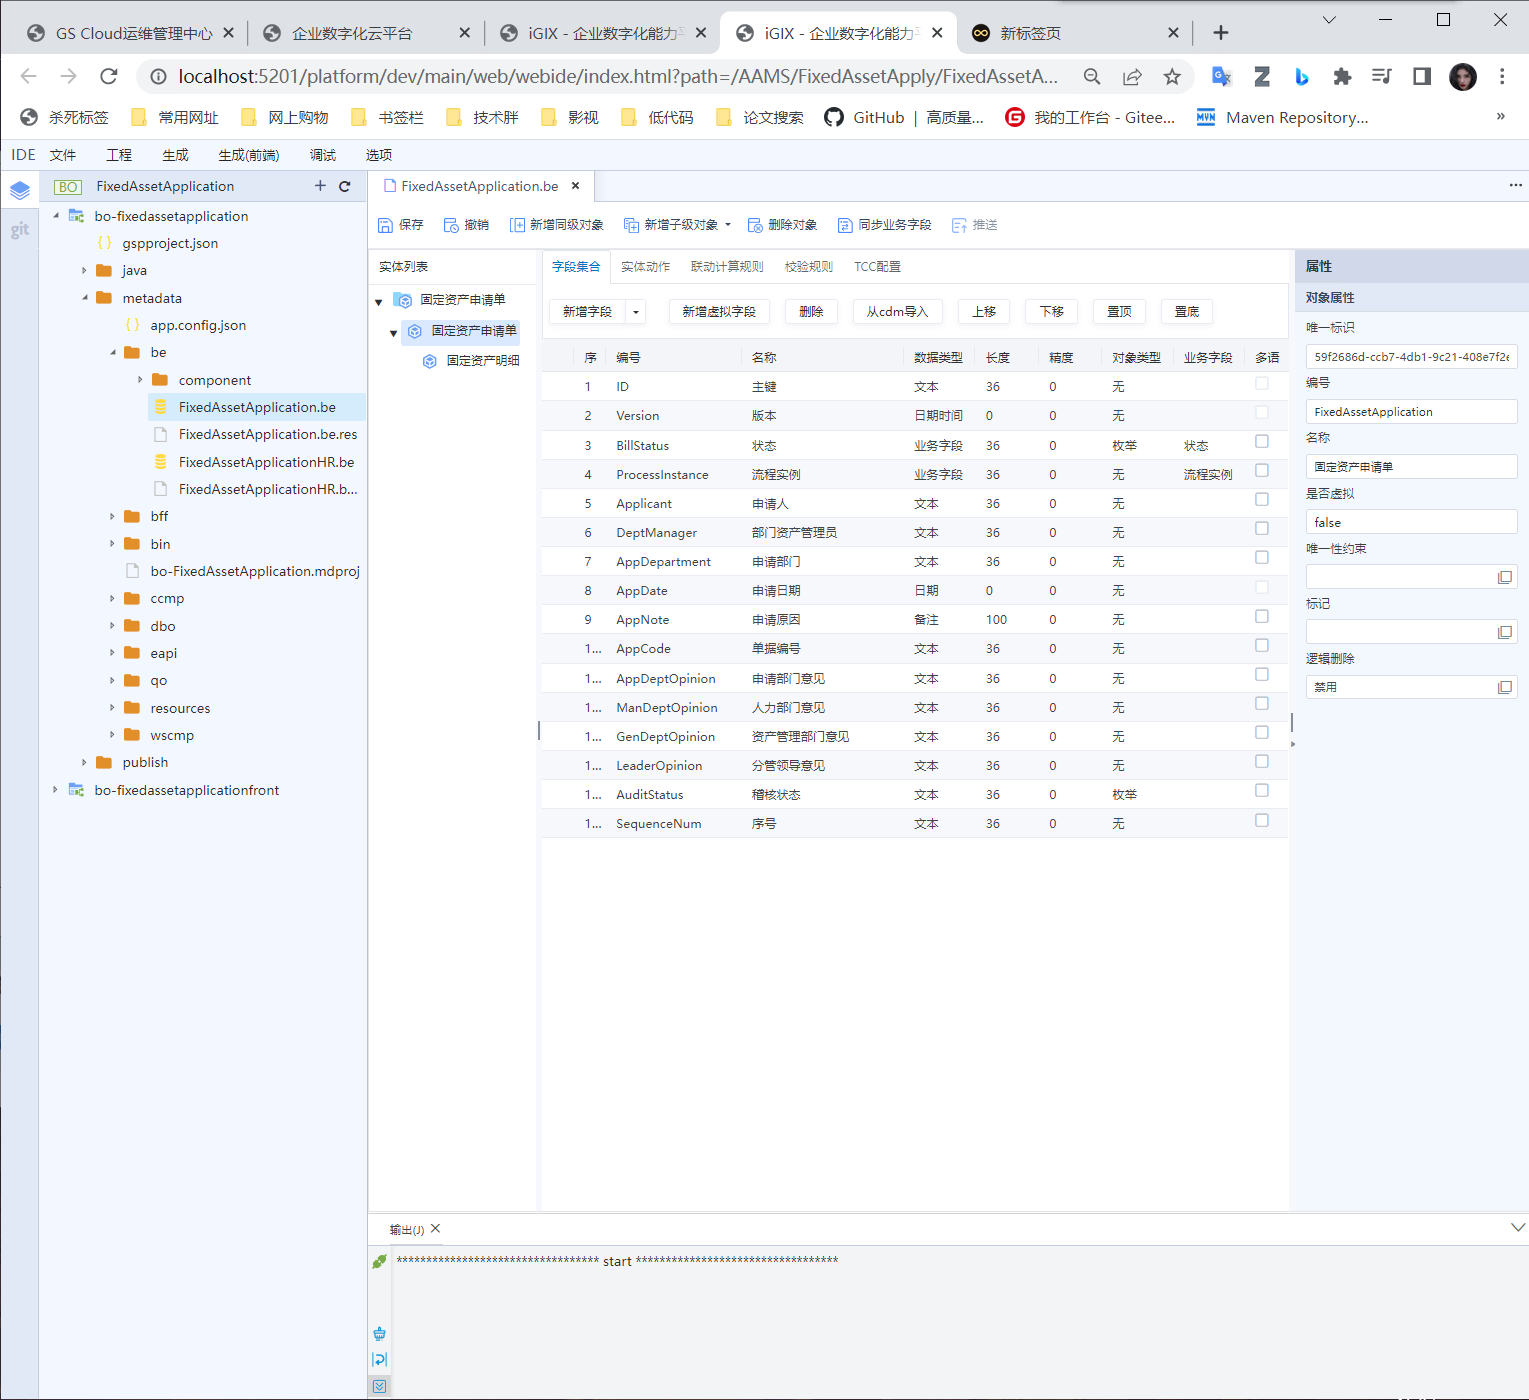 GS Cloud运维管理中心
企业数字化云平台
iGIX - 企业数字化能力
iGIX - 企业数字化能力
新标签页
localhost:5201/platform/dev/main/web/webide/index.html?path=/AAMS/FixedAssetApply/FixedAssetA...
杀死标签 常用网址 网上购物 书签栏 技术胖 影视 低代码 论文搜索 GitHub | 高质量... 我的工作台 - Gitee... Maven Repository... »
IDE 文件 工程 生成 生成(前端) 调试 选项
BO FixedAssetApplication
git
bo-fixedassetapplication
gspproject.json
java
metadata
app.config.json
be
component
FixedAssetApplication.be
FixedAssetApplication.be.res
FixedAssetApplicationHR.be
FixedAssetApplicationHR.b...
bff
bin
bo-FixedAssetApplication.mdproj
ccmp
dbo
eapi
qo
resources
wscmp
publish
bo-fixedassetapplicationfront
FixedAssetApplication.be
保存 撤销 新增同级对象 新增子级对象 删除对象 同步业务字段 推送
实体列表
固定资产申请单
固定资产申请单
固定资产明细
字段集合 实体动作 联动计算规则 校验规则 TCC配置
新增字段 新增虚拟字段 删除 从cdm导入 上移 下移 置顶 置底
序 编号 名称 数据类型 长度 精度 对象类型 业务字段 多语
1 ID 主键 文本 36 0 无
2 Version 版本 日期时间 0 0 无
3 BillStatus 状态 业务字段 36 0 枚举 状态
4 ProcessInstance 流程实例 业务字段 36 0 无 流程实例
5 Applicant 申请人 文本 36 0 无
6 DeptManager 部门资产管理员 文本 36 0 无
7 AppDepartment 申请部门 文本 36 0 无
8 AppDate 申请日期 日期 0 0 无
9 AppNote 申请原因 备注 100 0 无
1... AppCode 单据编号 文本 36 0 无
1... AppDeptOpinion 申请部门意见 文本 36 0 无
1... ManDeptOpinion 人力部门意见 文本 36 0 无
1... GenDeptOpinion 资产管理部门意见 文本 36 0 无
1... LeaderOpinion 分管领导意见 文本 36 0 无
1... AuditStatus 稽核状态 文本 36 0 枚举
1... SequenceNum 序号 文本 36 0 无
属性
对象属性
唯一标识
59f2686d-ccb7-4db1-9c21-408e7f2e
编号
FixedAssetApplication
名称
固定资产申请单
是否虚拟
false
唯一性约束
标记
逻辑删除
禁用
输出(J)
********************************** start **********************************